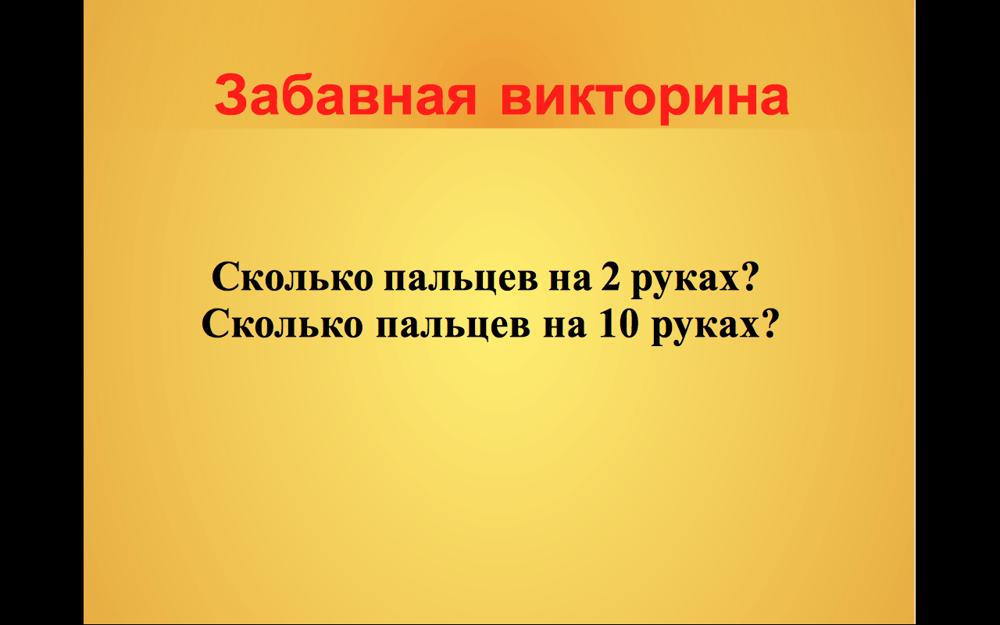 Забавная викторина
Сколько пальцев на 2 руках?
Сколько пальцев на 10 руках?